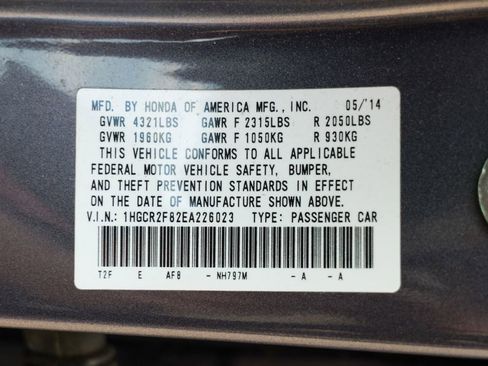 MFD. BY HONDA OF AMERICA MFG., INC. 05/'14
GVWR 4321LBS GAWR F 2315LBS R 2050LBS
GVWR 1960KG GAWR F 1050KG R 930KG
THIS VEHICLE CONFORMS TO ALL APPLICABLE
FEDERAL MOTOR VEHICLE SAFETY, BUMPER,
AND THEFT PREVENTION STANDARDS IN EFFECT
ON THE DATE OF MANUFACTURE SHOWN ABOVE.
V.I.N.: 1HGCR2F62EA226023 TYPE: PASSENGER CAR
T2F E AF8 - NH797M - A - A